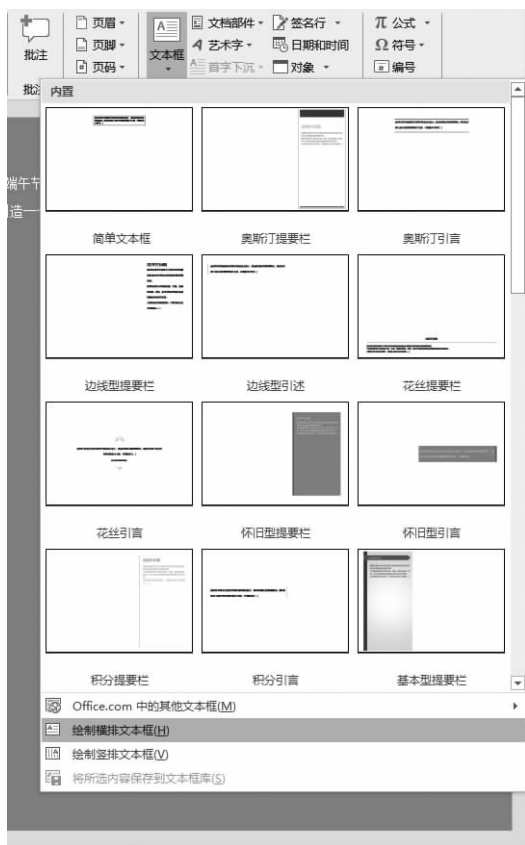 页眉 文档部件 签名行 π 公式
批注 页脚 文本框 A 艺术字 日期和时间 Ω 符号
页码 首字下沉 对象 # 编号
批
内置
端午节
造一
简单文本框 奥斯汀提要栏 奥斯汀引言
边线型提要栏 边线型引述 花丝提要栏
花丝引言 怀旧型提要栏 怀旧型引言
积分提要栏 积分引言 基本型提要栏
Office.com 中的其他文本框(M)
绘制横排文本框(H)
绘制竖排文本框(V)
将所选内容保存到文本框库(S)